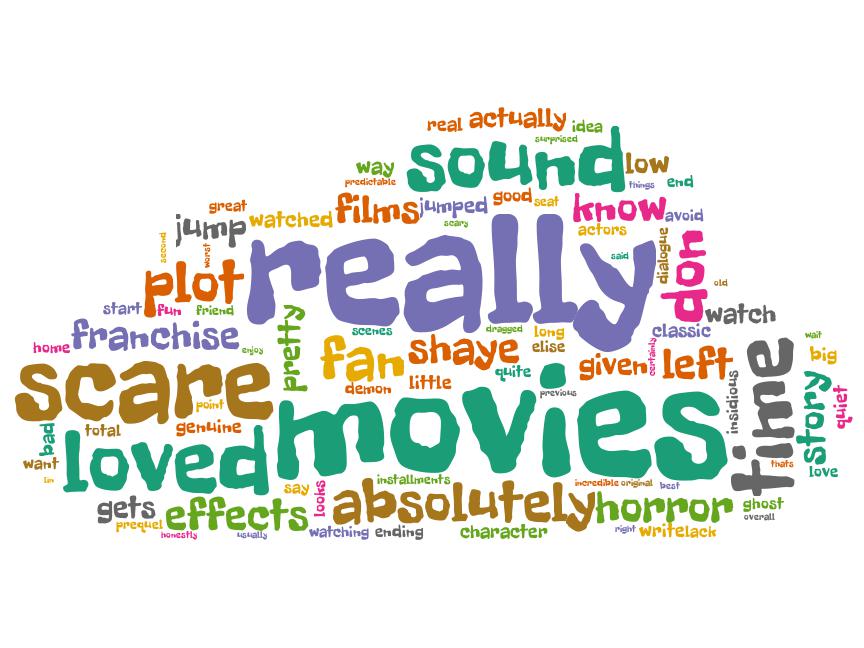 real
actually
idea
surprised
way
sound
low
predictable
things
end
great
jump
watched
films
jumped
good
seat
know
avoid
scary
actors
second
worst
really
said
dialogue
don
plot
old
start
fun
friend
watch
franchise
pretty
scenes
dragged
long
classic
home
enjoy
fan
shaye
elise
certainly
wait
big
quite
given
left
time
scare
demon
little
previous
insidious
story
quiet
point
movies
bad
total
genuine
loved
want
thats
love
installments
incredible
original
best
say
looks
absolutely
horror
ghost
gets
effects
overall
prequel
honestly
usually
watching
ending
character
right
writelack